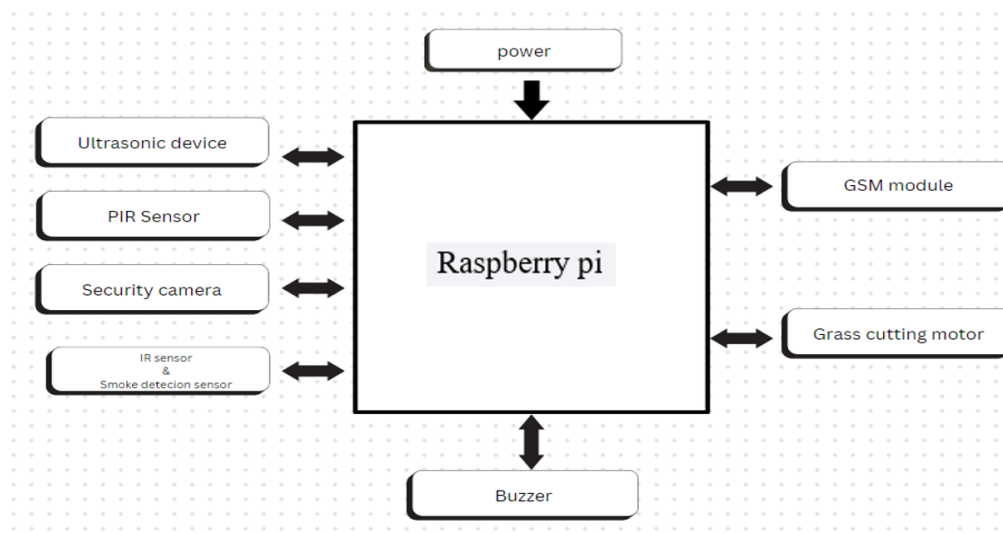 power
Ultrasonic device
PIR Sensor
Security camera
IR sensor
&
Smoke detecion sensor
Raspberry pi
GSM module
Grass cutting motor
Buzzer